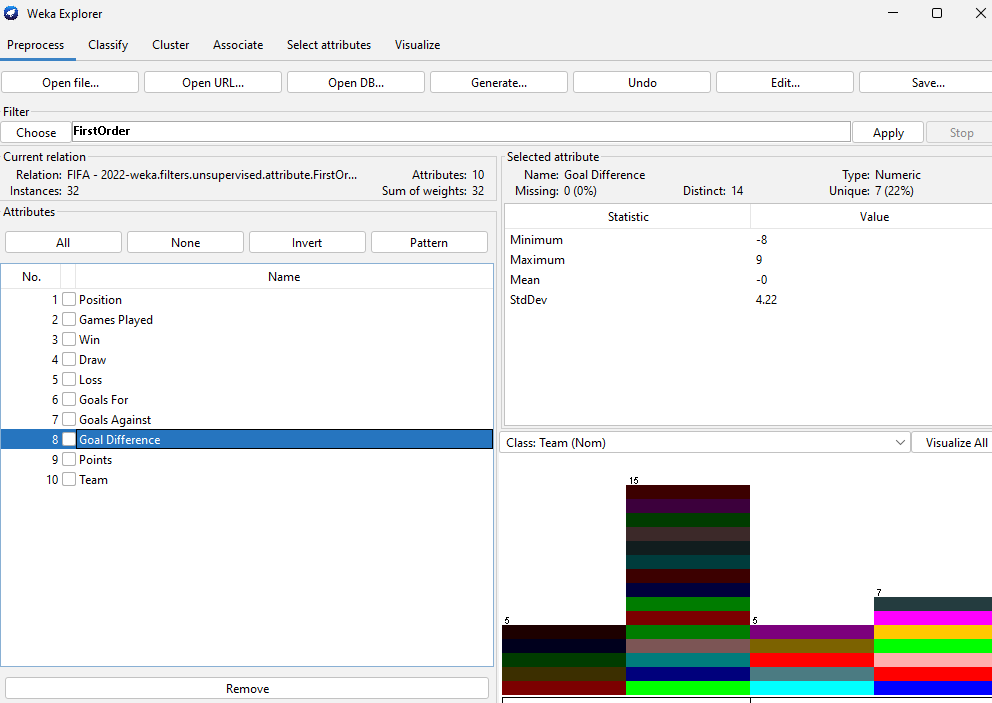 Weka Explorer
Preprocess Classify Cluster Associate Select attributes Visualize
Open file... Open URL... Open DB... Generate... Undo Edit... Save...
Filter
Choose FirstOrder Apply Stop
Current relation
Relation: FIFA - 2022-weka.filters.unsupervised.attribute.FirstOr... Attributes: 10
Instances: 32 Sum of weights: 32
Attributes
All None Invert Pattern
No. Name
1 Position
2 Games Played
3 Win
4 Draw
5 Loss
6 Goals For
7 Goals Against
8 Goal Difference
9 Points
10 Team
Remove
Selected attribute
Name: Goal Difference Type: Numeric
Missing: 0 (0%) Distinct: 14 Unique: 7 (22%)
Statistic Value
Minimum -8
Maximum 9
Mean -0
StdDev 4.22
Class: Team (Nom) Visualize All
5
15
5
7